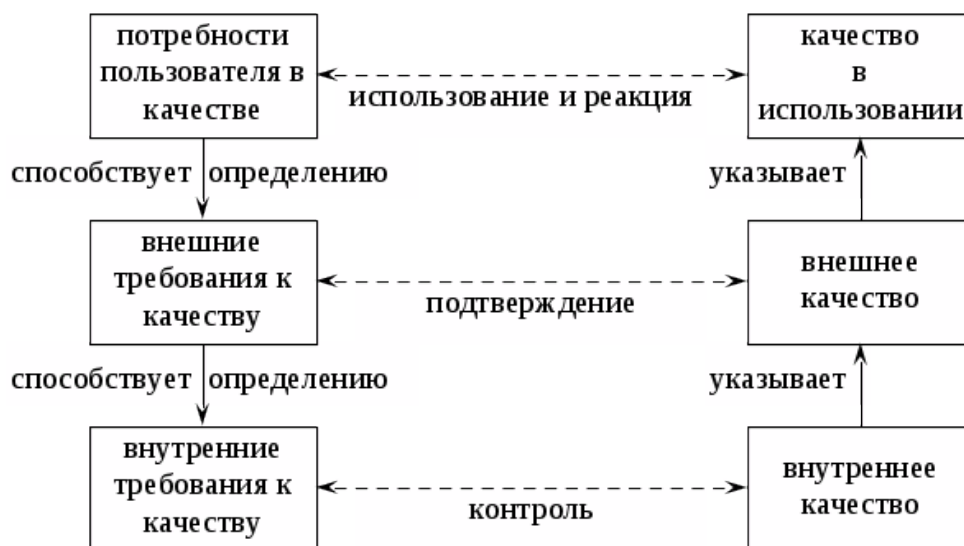 потребности
пользователя в
качестве
использование и реакция
качество
в
использовании
способствует определению
указывает
внешние
требования к
качеству
подтверждение
внешнее
качество
способствует определению
указывает
внутренние
требования к
качеству
контроль
внутреннее
качество